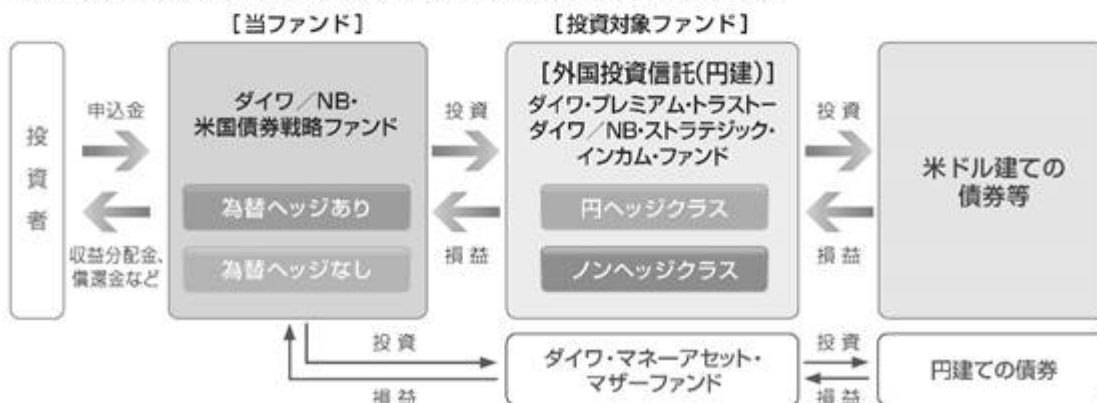 [当ファンド]
[投資対象ファンド]
投資者
申込金
収益分配金、
償還金など
ダイワ/NB・
米国債券戦略ファンド
為替ヘッジあり
為替ヘッジなし
投資
損益
[外国投資信託(円建)]
ダイワ・プレミアム・トラストー
ダイワ/NB・ストラテジック・
インカム・ファンド
円ヘッジクラス
ノンヘッジクラス
投資
損益
米ドル建ての
債券等
投資
損益
ダイワ・マネーアセット・
マザーファンド
投資
損益
円建ての債券